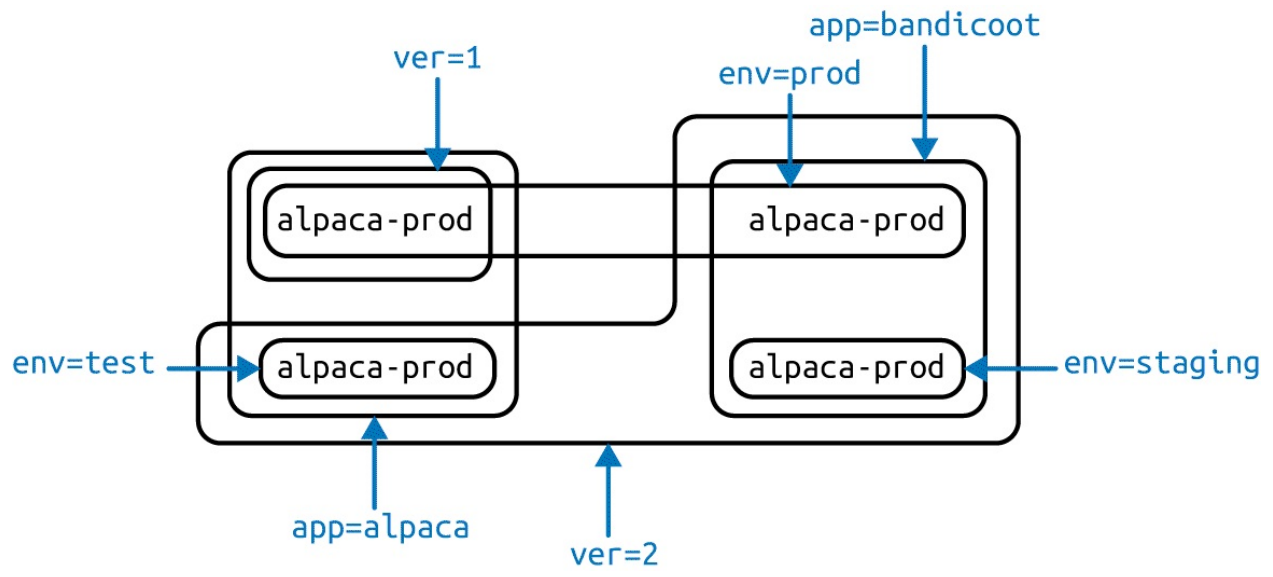 app=bandicoot
ver=1
env=prod
alpaca-prod
alpaca-prod
env=test
alpaca-prod
alpaca-prod
env=staging
app=alpaca
ver=2